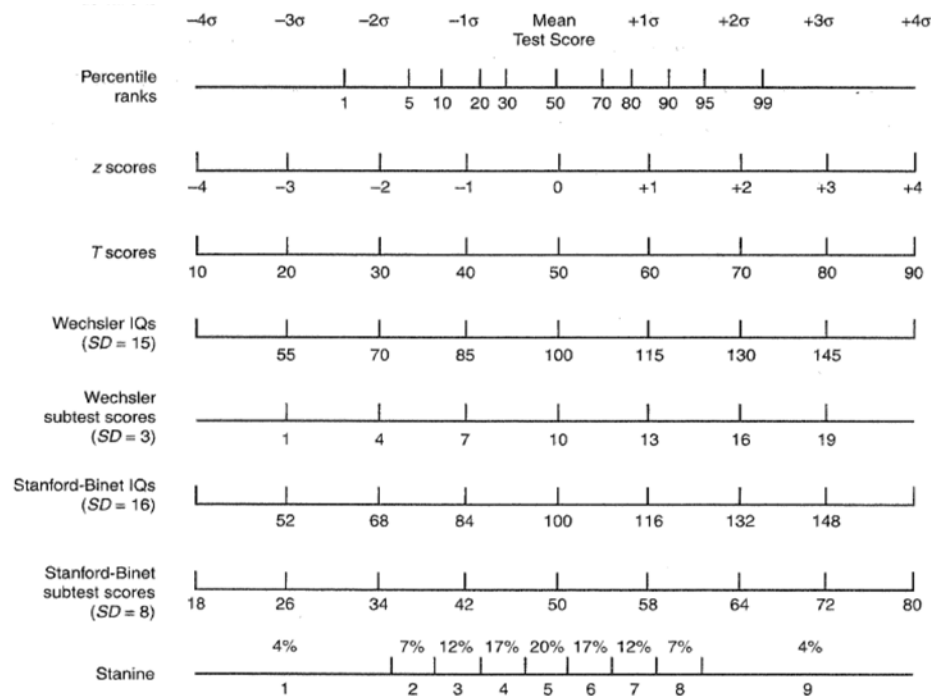 −4σ −3σ −2σ −1σ Mean +1σ +2σ +3σ +4σ
Test Score
Percentile
ranks
1 5 10 20 30 50 70 80 90 95 99
z scores
−4 −3 −2 −1 0 +1 +2 +3 +4
T scores
10 20 30 40 50 60 70 80 90
Wechsler IQs
(SD = 15)
55 70 85 100 115 130 145
Wechsler
subtest scores
(SD = 3)
1 4 7 10 13 16 19
Stanford-Binet IQs
(SD = 16)
52 68 84 100 116 132 148
Stanford-Binet
subtest scores
(SD = 8)
18 26 34 42 50 58 64 72 80
4% 7% 12% 17% 20% 17% 12% 7% 4%
Stanine
1 2 3 4 5 6 7 8 9